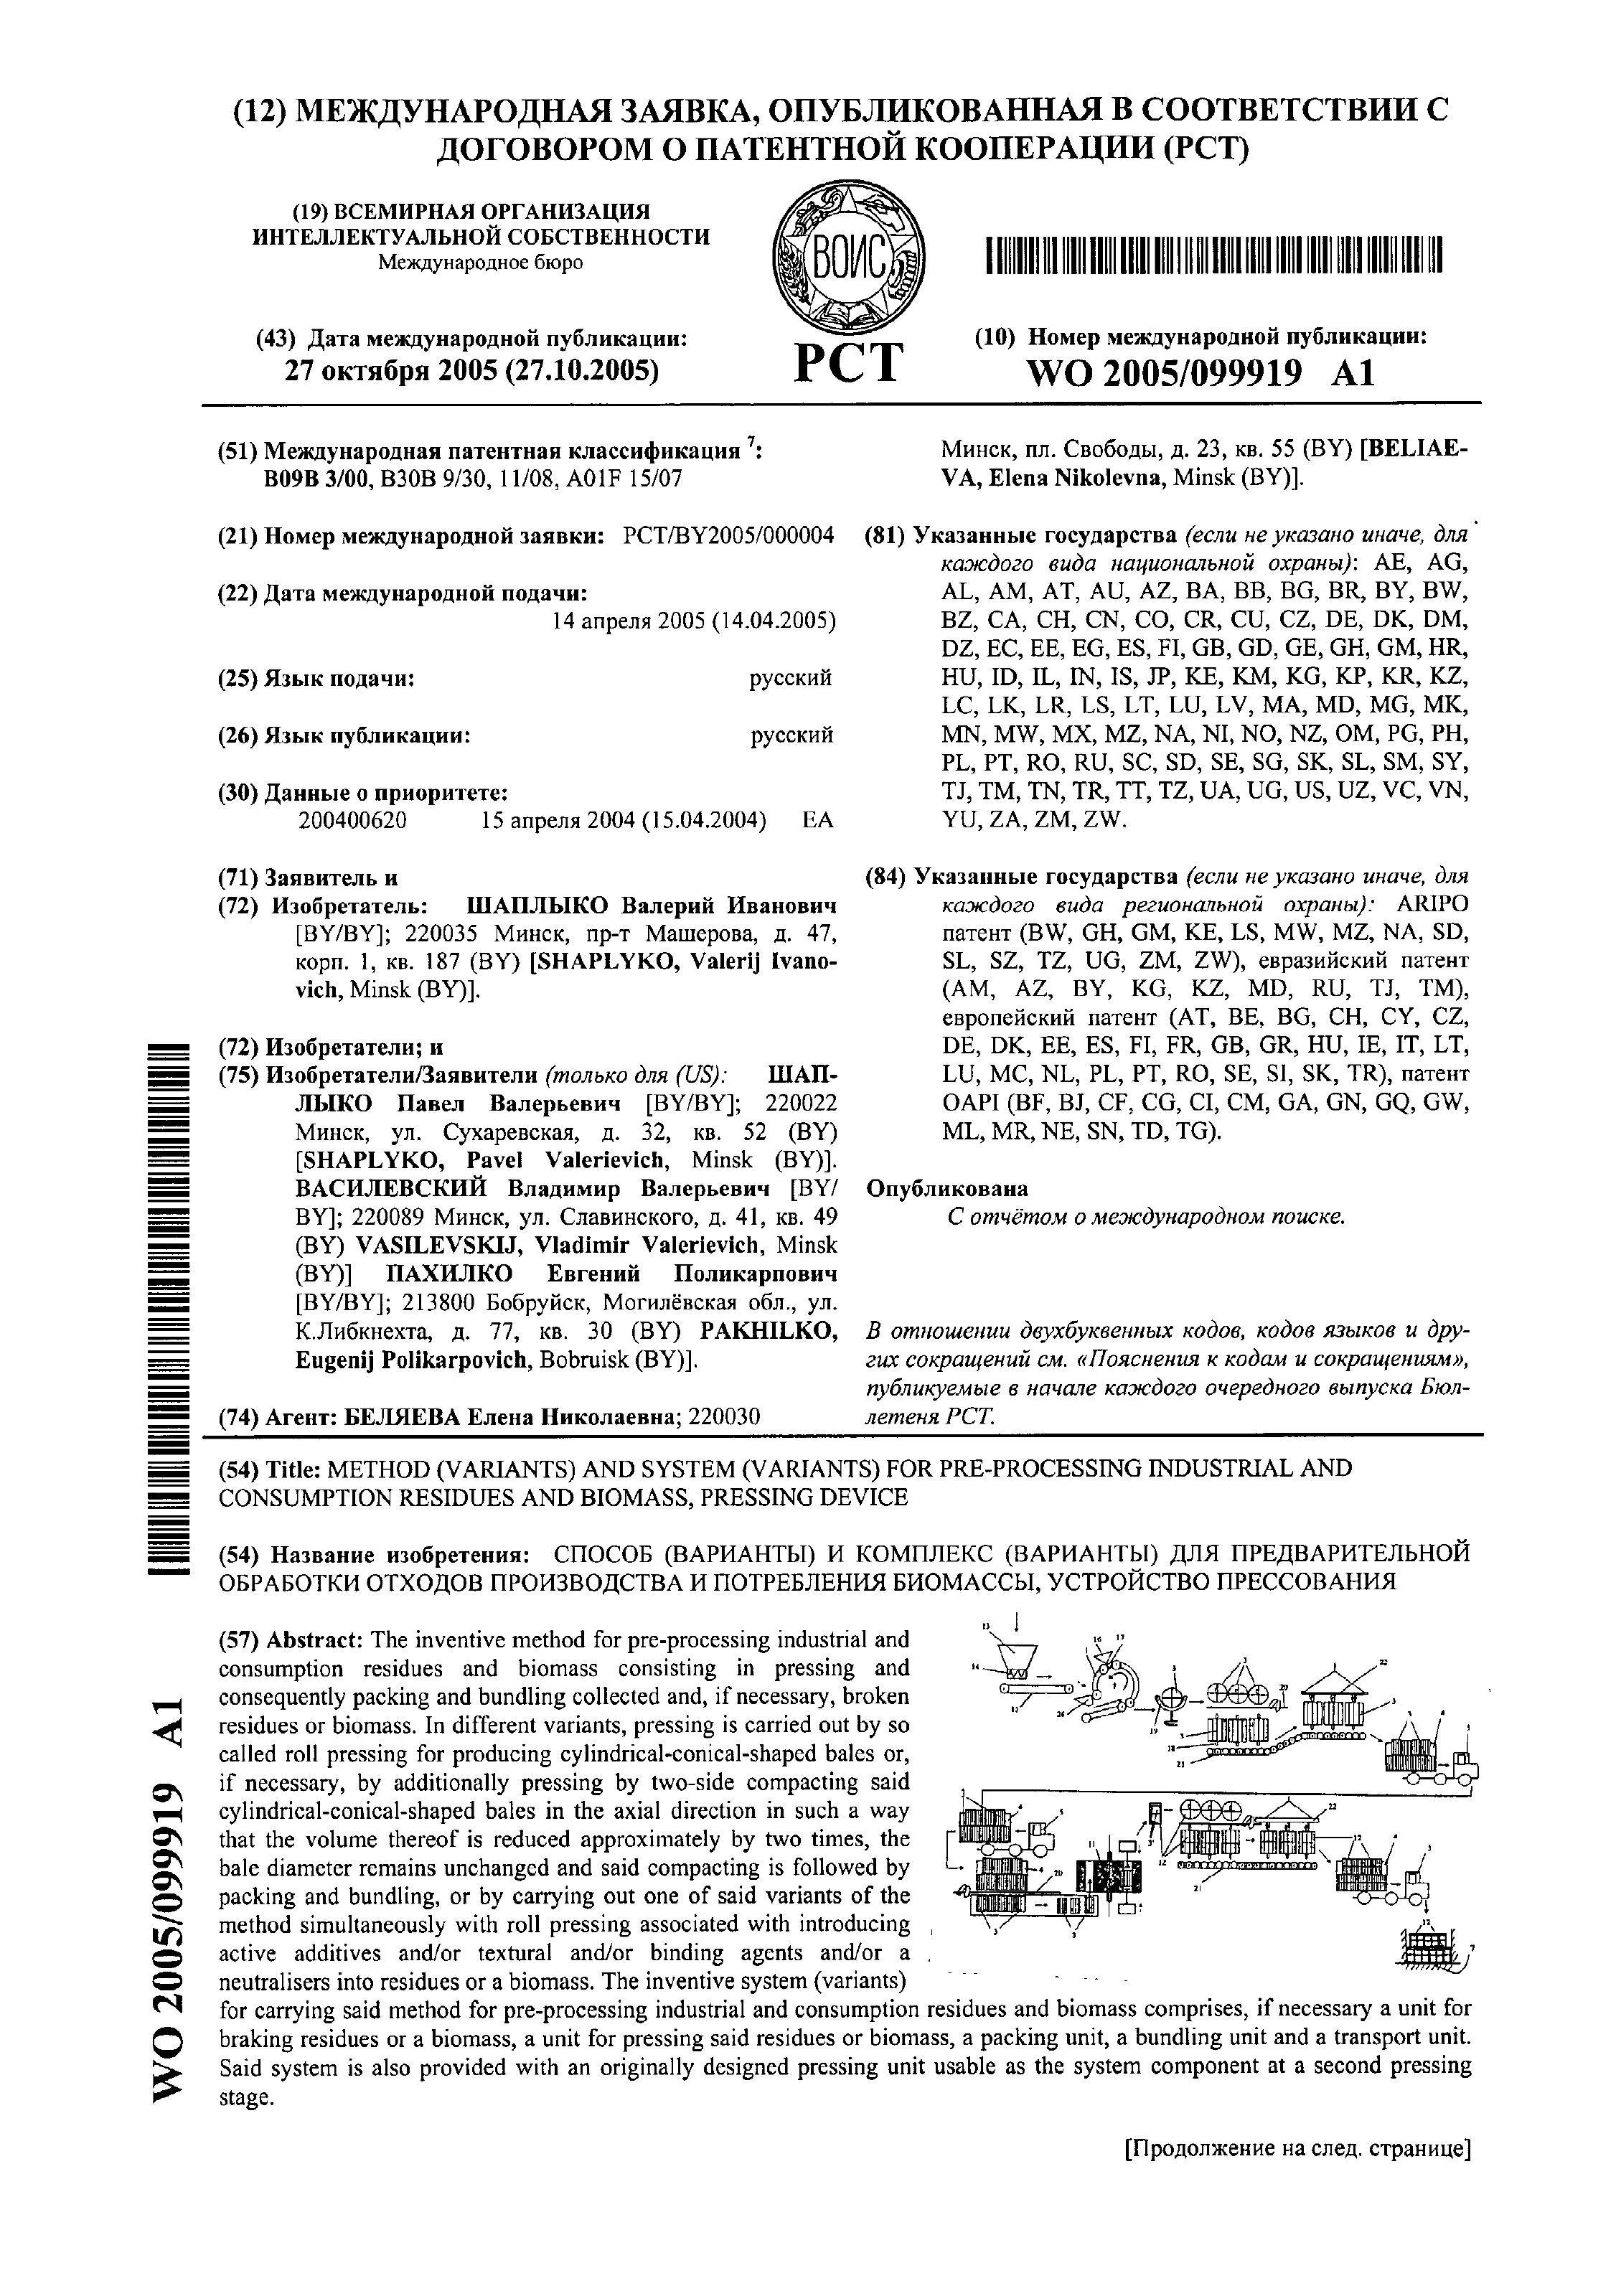 (12) МЕЖДУНАРОДНАЯ ЗАЯВКА, ОПУБЛИКОВАННАЯ В СООТВЕТСТВИИ С
ДОГОВОРОМ О ПАТЕНТНОЙ КООПЕРАЦИИ (РСТ)
(19) ВСЕМИРНАЯ ОРГАНИЗАЦИЯ
ИНТЕЛЛЕКТУАЛЬНОЙ СОБСТВЕННОСТИ
Международное бюро
ВОИС
PCT
(43) Дата международной публикации:
27 октября 2005 (27.10.2005)
(10) Номер международной публикации:
WO 2005/099919 A1
(51) Международная патентная классификация 7:
B09B 3/00, B30B 9/30, 11/08, A01F 15/07
(21) Номер международной заявки: PCT/BY2005/000004
(22) Дата международной подачи:
14 апреля 2005 (14.04.2005)
(25) Язык подачи: русский
(26) Язык публикации: русский
(30) Данные о приоритете:
200400620 15 апреля 2004 (15.04.2004) EA
(71) Заявитель и
(72) Изобретатель: ШАПЛЫКО Валерий Иванович
[BY/BY]; 220035 Минск, пр-т Машерова, д. 47,
корп. 1, кв. 187 (BY) [SHAPLYKO, Valerij Ivano-
vich, Minsk (BY)].
(72) Изобретатели; и
(75) Изобретатели/Заявители (только для (US): ШАП-
ЛЫКО Павел Валерьевич [BY/BY]; 220022
Минск, ул. Сухаревская, д. 32, кв. 52 (BY)
[SHAPLYKO, Pavel Valerievich, Minsk (BY)].
ВАСИЛЕВСКИЙ Владимир Валерьевич [BY/
BY]; 220089 Минск, ул. Славинского, д. 41, кв. 49
(BY) VASILEVSKIJ, Vladimir Valerievich, Minsk
(BY)] ПАХИЛКО Евгений Поликарпович
[BY/BY]; 213800 Бобруйск, Могилёвская обл., ул.
К.Либкнехта, д. 77, кв. 30 (BY) PAKHILKO,
Eugenij Polikarpovich, Bobruisk (BY)].
(74) Агент: БЕЛЯЕВА Елена Николаевна; 220030
Минск, пл. Свободы, д. 23, кв. 55 (BY) [BELIAE-
VA, Elena Nikolevna, Minsk (BY)].
(81) Указанные государства (если не указано иначе, для
каждого вида национальной охраны): AE, AG,
AL, AM, AT, AU, AZ, BA, BB, BG, BR, BY, BW,
BZ, CA, CH, CN, CO, CR, CU, CZ, DE, DK, DM,
DZ, EC, EE, EG, ES, FI, GB, GD, GE, GH, GM, HR,
HU, ID, IL, IN, IS, JP, KE, KM, KG, KP, KR, KZ,
LC, LK, LR, LS, LT, LU, LV, MA, MD, MG, MK,
MN, MW, MX, MZ, NA, NI, NO, NZ, OM, PG, PH,
PL, PT, RO, RU, SC, SD, SE, SG, SK, SL, SM, SY,
TJ, TM, TN, TR, TT, TZ, UA, UG, US, UZ, VC, VN,
YU, ZA, ZM, ZW.
(84) Указанные государства (если не указано иначе, для
каждого вида региональной охраны): ARIPO
патент (BW, GH, GM, KE, LS, MW, MZ, NA, SD,
SL, SZ, TZ, UG, ZM, ZW), евразийский патент
(AM, AZ, BY, KG, KZ, MD, RU, TJ, TM),
европейский патент (AT, BE, BG, CH, CY, CZ,
DE, DK, EE, ES, FI, FR, GB, GR, HU, IE, IT, LT,
LU, MC, NL, PL, PT, RO, SE, SI, SK, TR), патент
OAPI (BF, BJ, CF, CG, CI, CM, GA, GN, GQ, GW,
ML, MR, NE, SN, TD, TG).
Опубликована
С отчётом о международном поиске.
В отношении двухбуквенных кодов, кодов языков и дру-
гих сокращений см. «Пояснения к кодам и сокращениям»,
публикуемые в начале каждого очередного выпуска Бюл-
летеня РСТ.
(54) Title: METHOD (VARIANTS) AND SYSTEM (VARIANTS) FOR PRE-PROCESSING INDUSTRIAL AND
CONSUMPTION RESIDUES AND BIOMASS, PRESSING DEVICE
(54) Название изобретения: СПОСОБ (ВАРИАНТЫ) И КОМПЛЕКС (ВАРИАНТЫ) ДЛЯ ПРЕДВАРИТЕЛЬНОЙ
ОБРАБОТКИ ОТХОДОВ ПРОИЗВОДСТВА И ПОТРЕБЛЕНИЯ БИОМАССЫ, УСТРОЙСТВО ПРЕССОВАНИЯ
(57) Abstract: The inventive method for pre-processing industrial and
consumption residues and biomass consisting in pressing and
consequently packing and bundling collected and, if necessary, broken
residues or biomass. In different variants, pressing is carried out by so
called roll pressing for producing cylindrical-conical-shaped bales or,
if necessary, by additionally pressing by two-side compacting said
cylindrical-conical-shaped bales in the axial direction in such a way
that the volume thereof is reduced approximately by two times, the
bale diameter remains unchanged and said compacting is followed by
packing and bundling, or by carrying out one of said variants of the
method simultaneously with roll pressing associated with introducing
active additives and/or textural and/or binding agents and/or a
neutralisers into residues or a biomass. The inventive system (variants)
for carrying said method for pre-processing industrial and consumption residues and biomass comprises, if necessary a unit for
braking residues or a biomass, a unit for pressing said residues or biomass, a packing unit, a bundling unit and a transport unit.
Said system is also provided with an originally designed pressing unit usable as the system component at a second pressing
stage.
[Продолжение на след. странице]
WO 2005/099919 A1